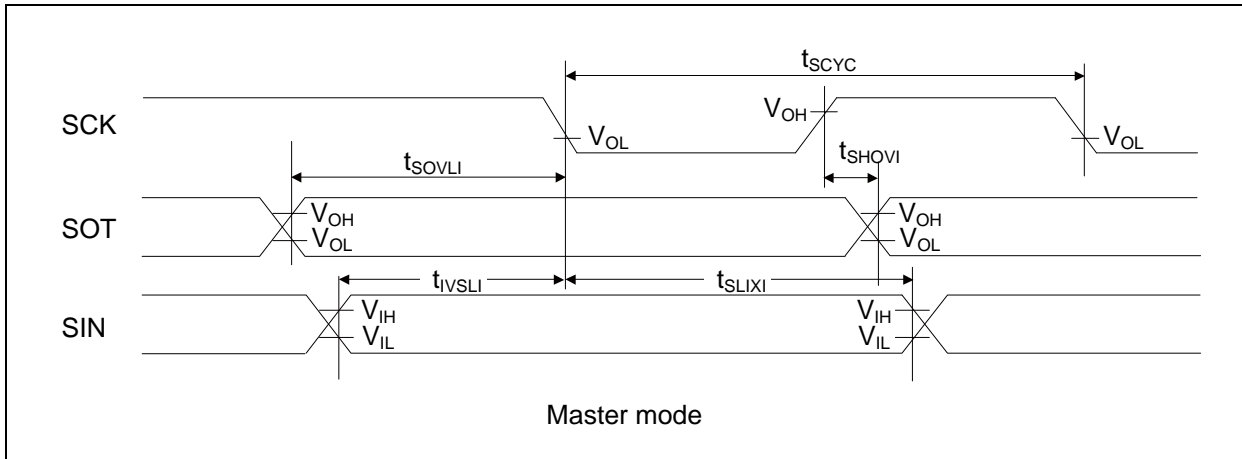 tSCYC
SCK
VOH
VOL
VOL
tSHOVI
tSOVLI
SOT
VOH
VOL
VOH
VOL
tIVSLI
tSLIXI
SIN
VIH
VIL
VIH
VIL
Master mode